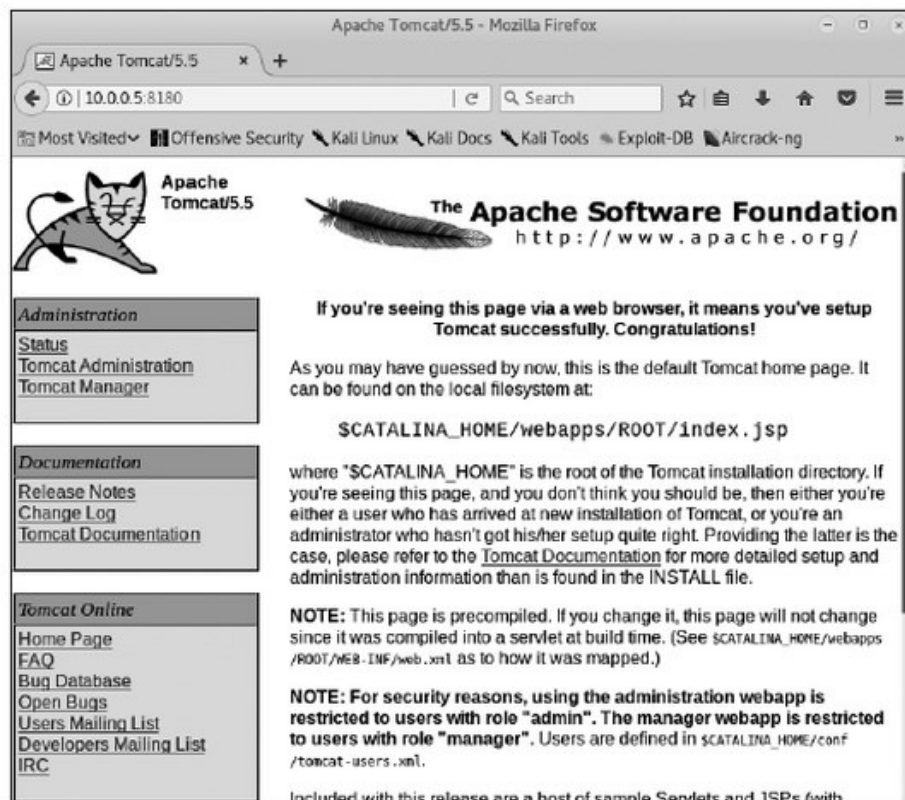 Apache Tomcat/5.5 - Mozilla Firefox
Apache Tomcat/5.5
10.0.0.5:8180
Search
Most Visited
Offensive Security
Kali Linux
Kali Docs
Kali Tools
Exploit-DB
Aircrack-ng
Apache
Tomcat/5.5
The Apache Software Foundation
http://www.apache.org/
Administration
Status
Tomcat Administration
Tomcat Manager
Documentation
Release Notes
Change Log
Tomcat Documentation
Tomcat Online
Home Page
FAQ
Bug Database
Open Bugs
Users Mailing List
Developers Mailing List
IRC
If you're seeing this page via a web browser, it means you've setup
Tomcat successfully. Congratulations!
As you may have guessed by now, this is the default Tomcat home page. It
can be found on the local filesystem at:
$CATALINA_HOME/webapps/ROOT/index.jsp
where "$CATALINA_HOME" is the root of the Tomcat installation directory. If
you're seeing this page, and you don't think you should be, then either you're
either a user who has arrived at new installation of Tomcat, or you're an
administrator who hasn't got his/her setup quite right. Providing the latter is the
case, please refer to the Tomcat Documentation for more detailed setup and
administration information than is found in the INSTALL file.
NOTE: This page is precompiled. If you change it, this page will not change
since it was compiled into a servlet at build time. (See $CATALINA_HOME/webapps
/ROOT/WEB-INF/web.xml as to how it was mapped.)
NOTE: For security reasons, using the administration webapp is
restricted to users with role "admin". The manager webapp is restricted
to users with role "manager". Users are defined in $CATALINA_HOME/conf
/tomcat-users.xml.
Included with this release are a host of sample Servlets and JSPs (with